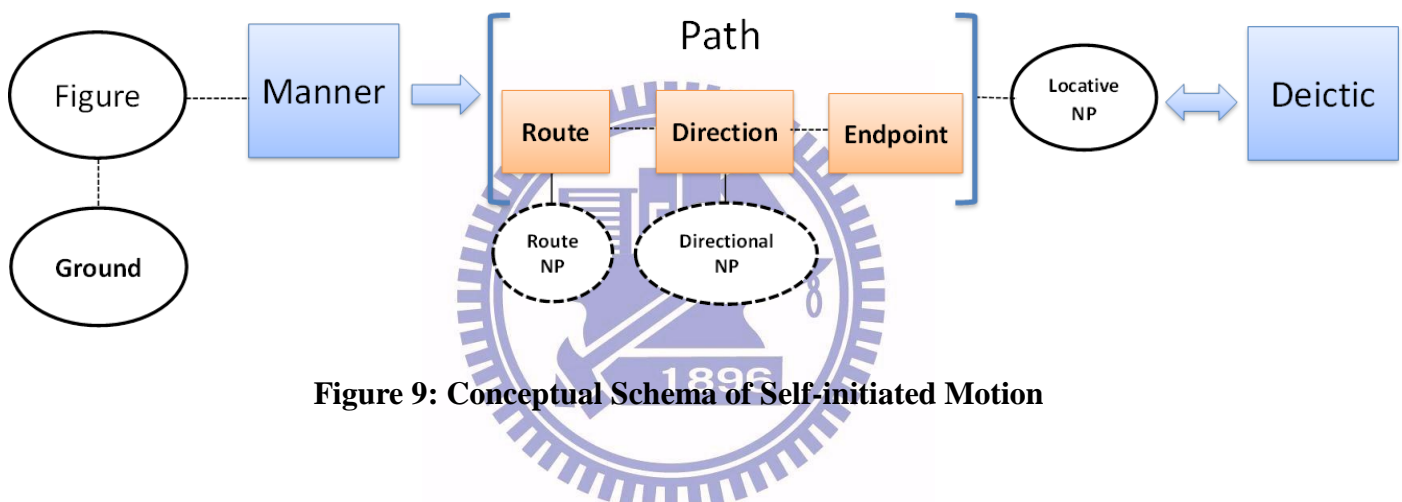 Path
Figure
Manner
Locative
NP
Deictic
Route
Direction
Endpoint
Route
NP
Directional
NP
Ground
1896
Figure 9: Conceptual Schema of Self-initiated Motion